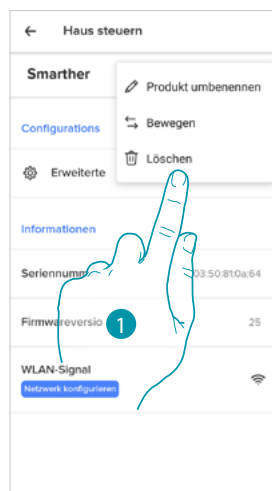 Haus steuern
Smarther
Produkt umbenennen
Bewegen
Löschen
Configurations
Erweiterte
Informationen
Seriennumm 03:50:81:0a:64
Firmwareversio 25
1
WLAN-Signal
Netzwerk konfigurieren